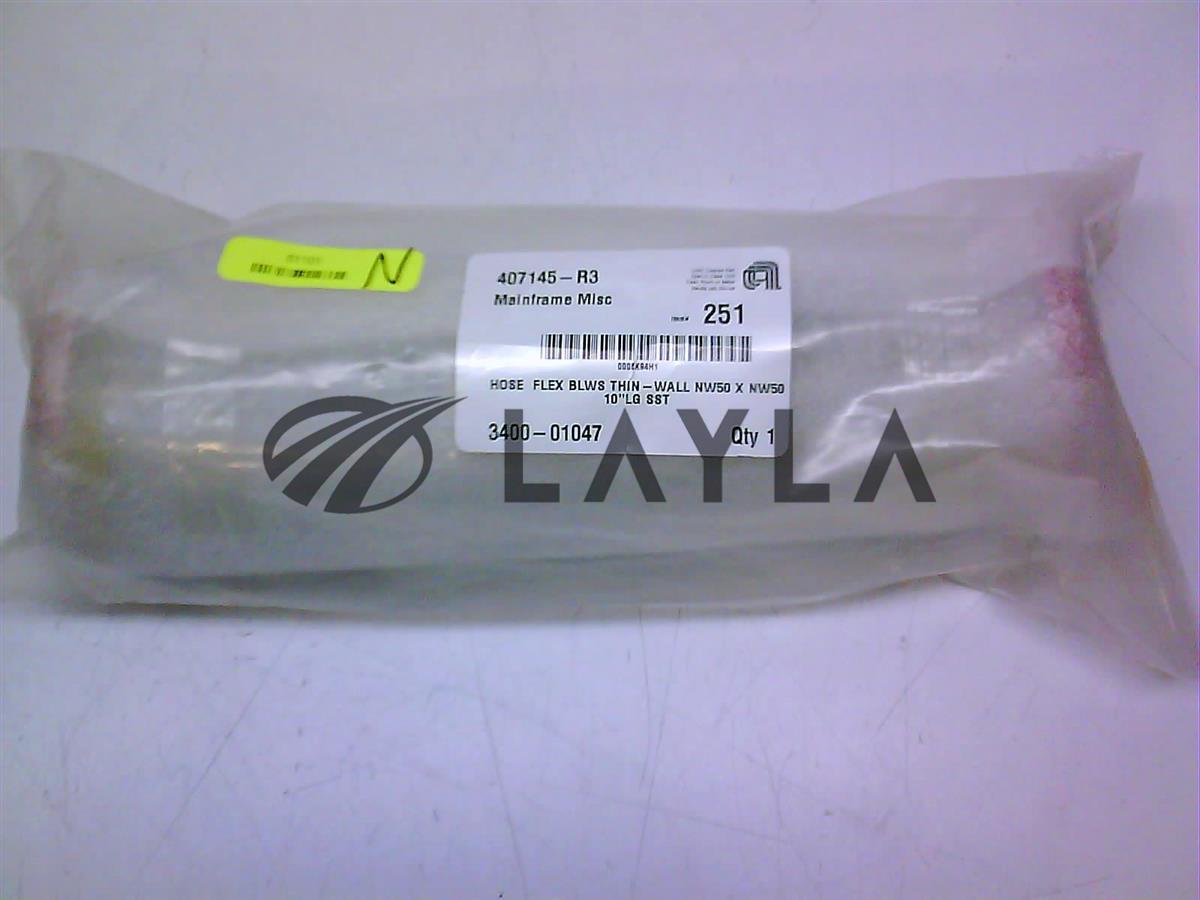 N
407145-R3
Mainframe Misc
251
HOSE FLEX BLWS THIN-WALL NW50 X NW50
10"LG SST
3400-01047 Qty 1
LAYLA